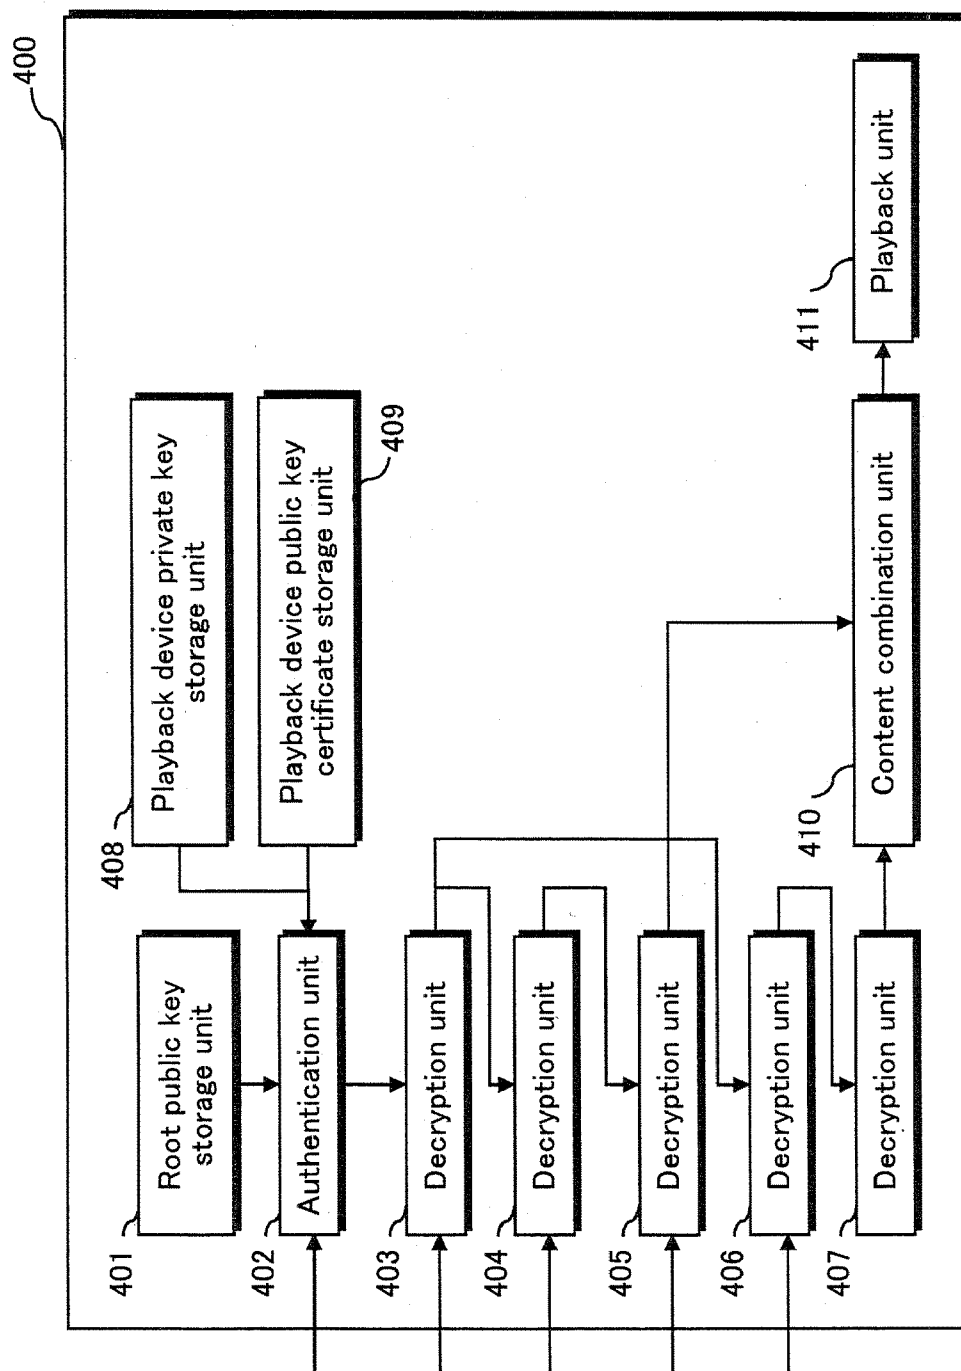 400
401
Root public key
storage unit
402
Authentication unit
403
Decryption unit
404
Decryption unit
405
Decryption unit
406
Decryption unit
407
Decryption unit
408
Playback device private key
storage unit
Playback device public key
certificate storage unit
409
410
Content combination unit
411
Playback unit